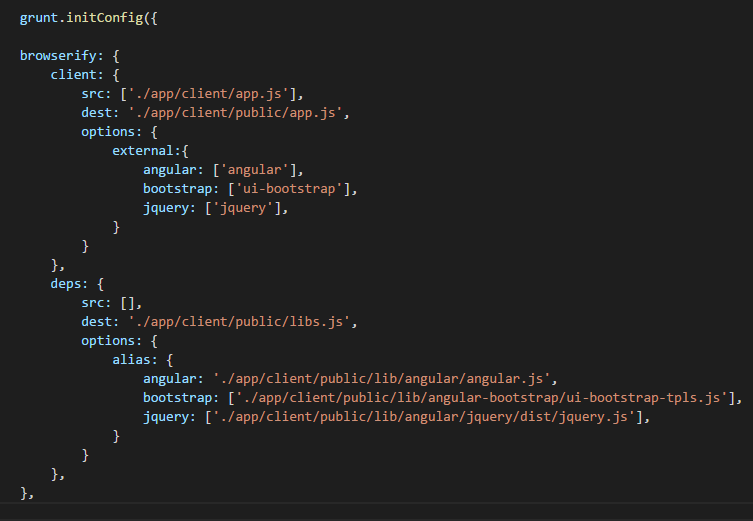 grunt.initConfig({
browserify: {
    client: {
        src: ['./app/client/app.js'],
        dest: './app/client/public/app.js',
        options: {
            external:{
                angular: ['angular'],
                bootstrap: ['ui-bootstrap'],
                jquery: ['jquery'],
            }
        }
    },
    deps: {
        src: [],
        dest: './app/client/public/libs.js',
        options: {
            alias: {
                angular: './app/client/public/lib/angular/angular.js',
                bootstrap: ['./app/client/public/lib/angular-bootstrap/ui-bootstrap-tpls.js'],
                jquery: ['./app/client/public/lib/angular/jquery/dist/jquery.js'],
            }
        }
    },
},